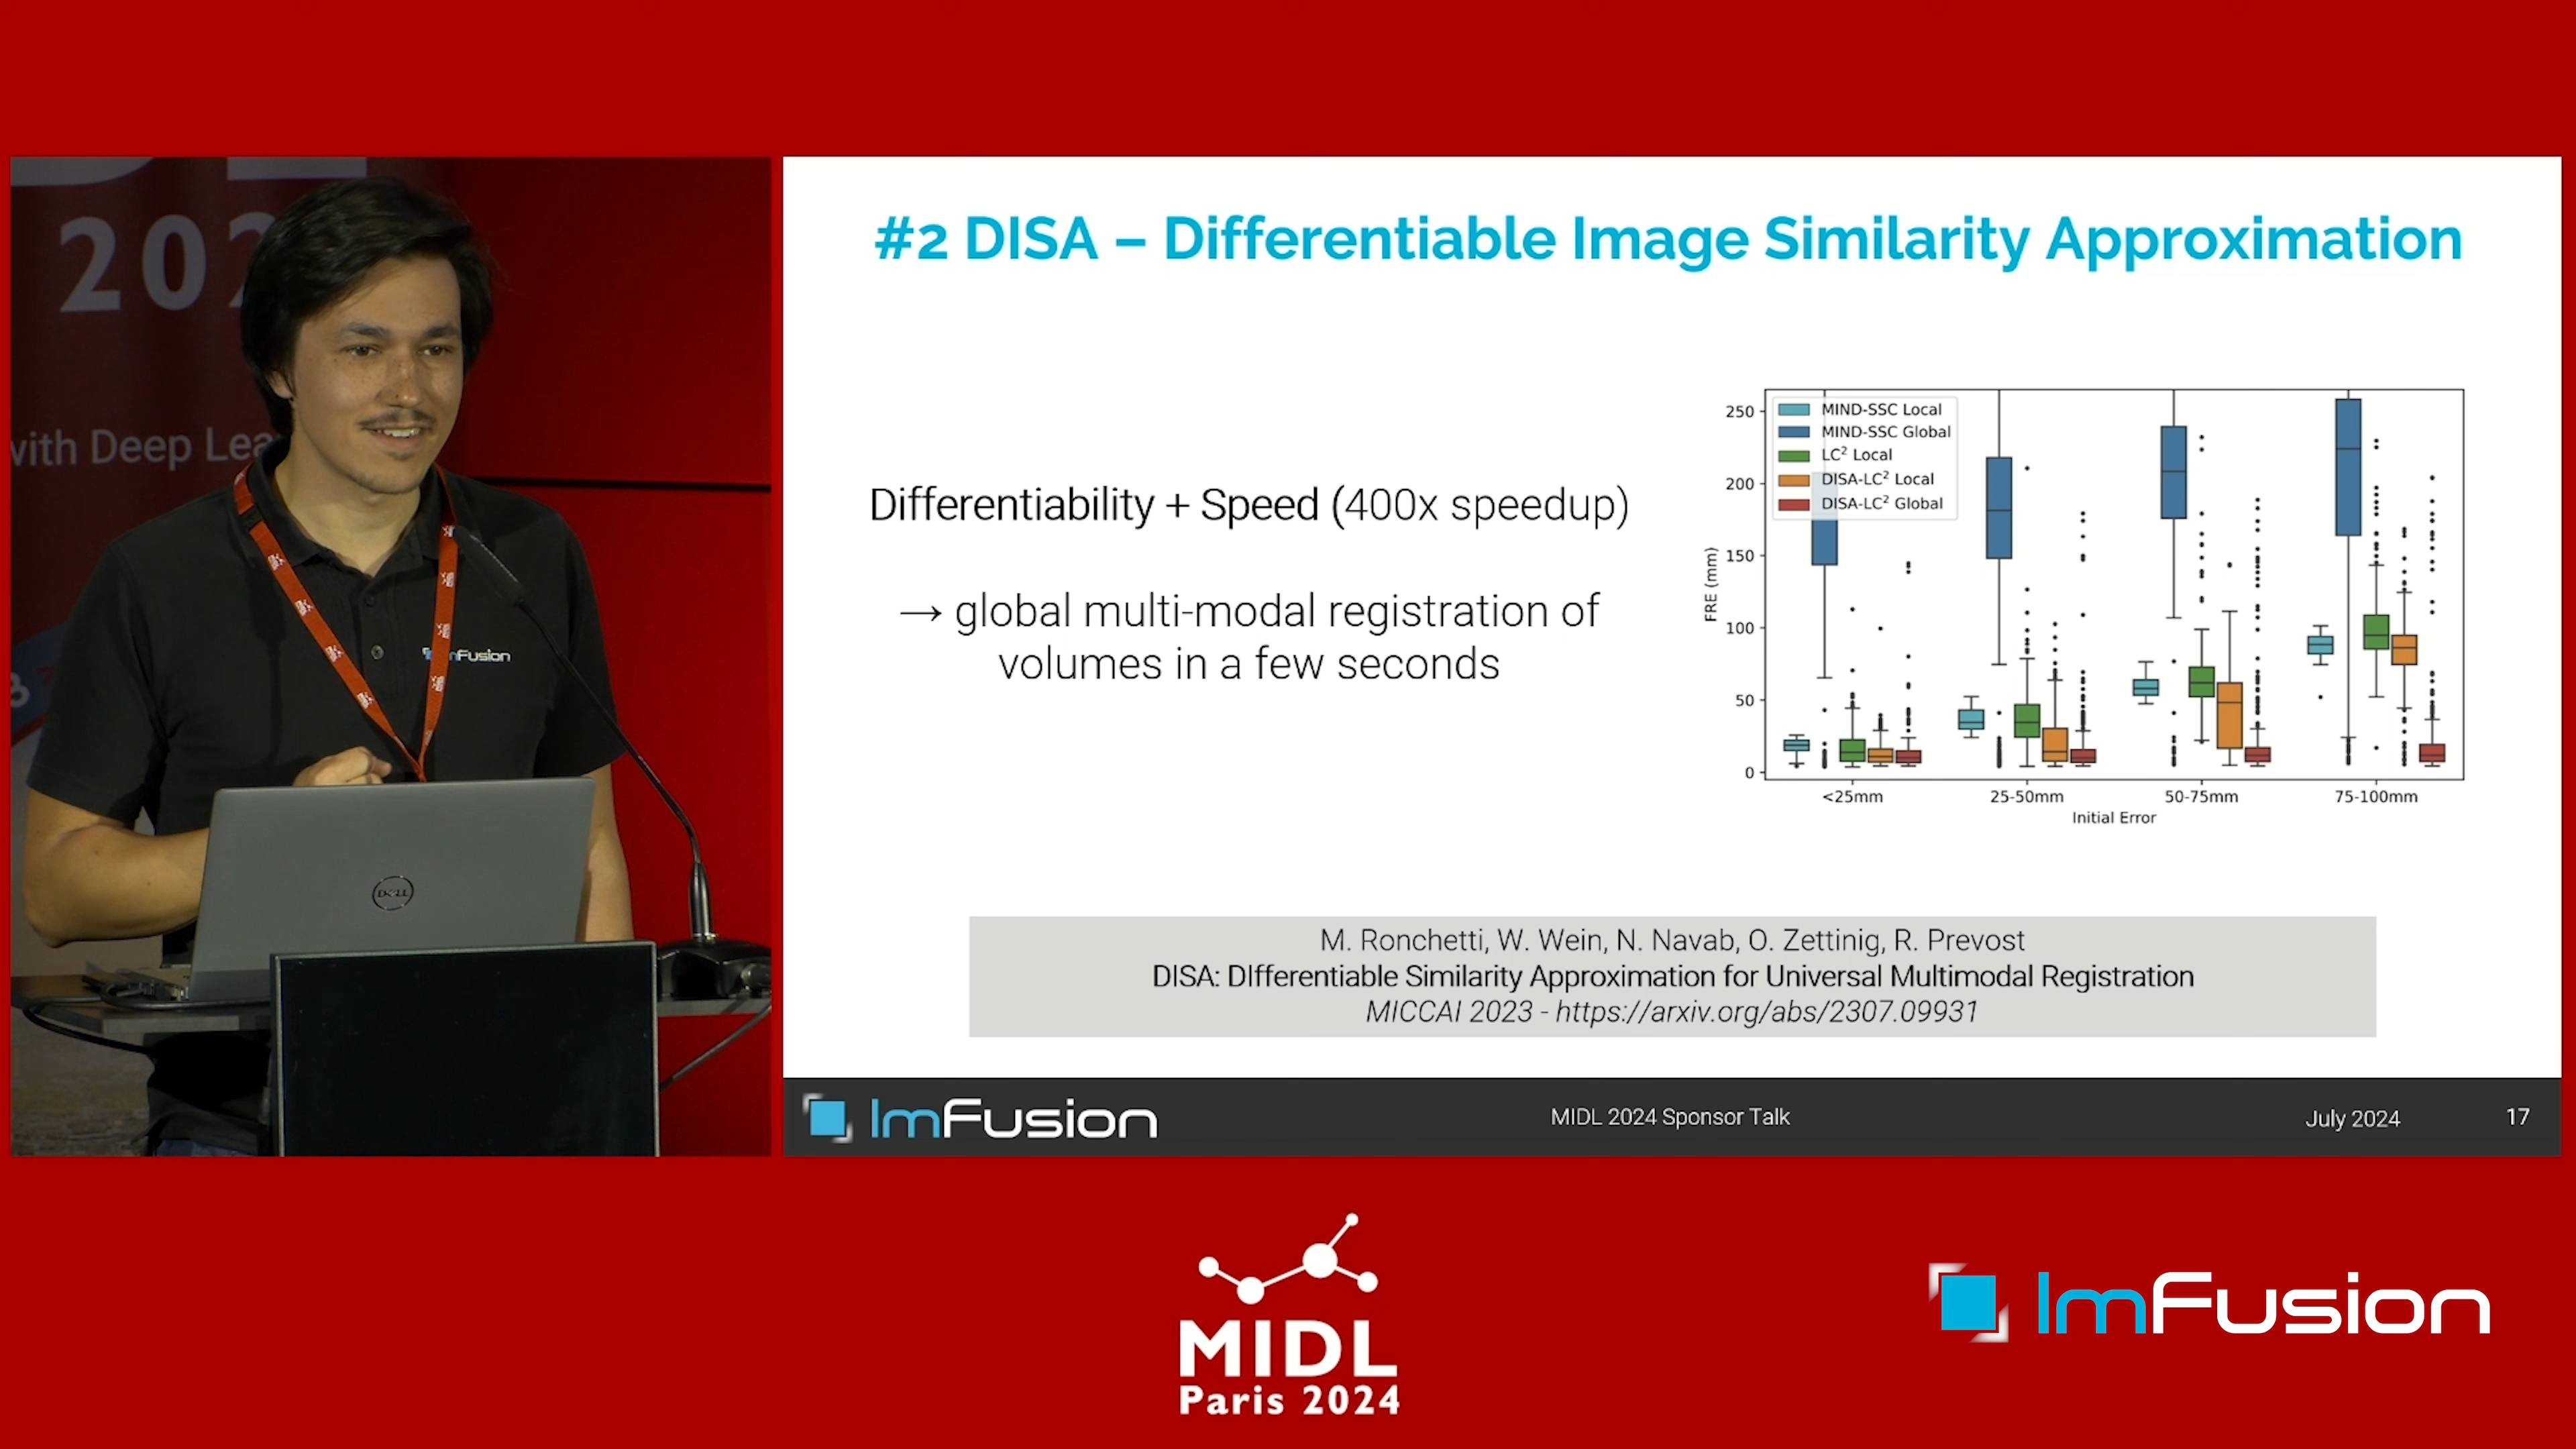 202
with Deep Lea
ImFusion
DELL
#2 DISA – Differentiable Image Similarity Approximation
Differentiability + Speed (400x speedup)
→ global multi-modal registration of
volumes in a few seconds
MIND-SSC Local
MIND-SSC Global
LC² Local
DISA-LC² Local
DISA-LC² Global
FRE (mm)
250
200
150
100
50
0
<25mm
25-50mm
50-75mm
75-100mm
Initial Error
M. Ronchetti, W. Wein, N. Navab, O. Zettinig, R. Prevost
DISA: DIfferentiable Similarity Approximation for Universal Multimodal Registration
MICCAI 2023 - https://arxiv.org/abs/2307.09931
ImFusion
MIDL 2024 Sponsor Talk
July 2024
17
MIDL
Paris 2024
ImFusion